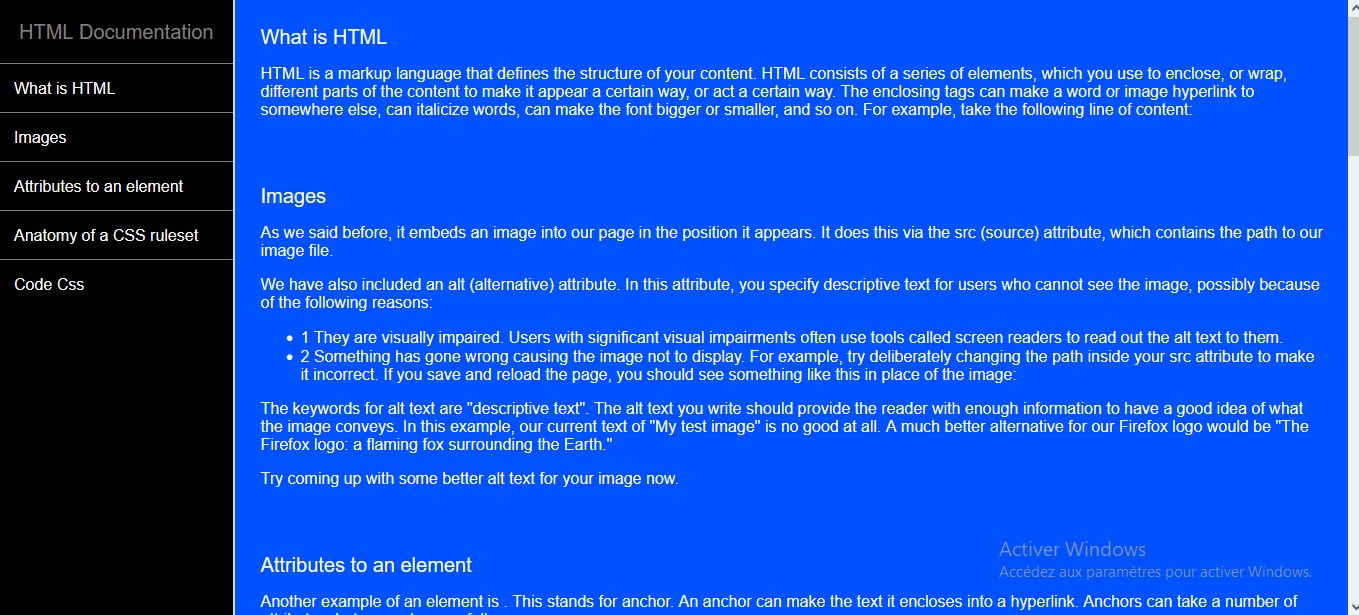 HTML Documentation
What is HTML
Images
Attributes to an element
Anatomy of a CSS ruleset
Code Css
What is HTML
HTML is a markup language that defines the structure of your content. HTML consists of a series of elements, which you use to enclose, or wrap,
different parts of the content to make it appear a certain way, or act a certain way. The enclosing tags can make a word or image hyperlink to
somewhere else, can italicize words, can make the font bigger or smaller, and so on. For example, take the following line of content:
Images
As we said before, it embeds an image into our page in the position it appears. It does this via the src (source) attribute, which contains the path to our
image file.
We have also included an alt (alternative) attribute. In this attribute, you specify descriptive text for users who cannot see the image, possibly because
of the following reasons:
• 1 They are visually impaired. Users with significant visual impairments often use tools called screen readers to read out the alt text to them.
• 2 Something has gone wrong causing the image not to display. For example, try deliberately changing the path inside your src attribute to make
it incorrect. If you save and reload the page, you should see something like this in place of the image:
The keywords for alt text are "descriptive text". The alt text you write should provide the reader with enough information to have a good idea of what
the image conveys. In this example, our current text of "My test image" is no good at all. A much better alternative for our Firefox logo would be "The
Firefox logo: a flaming fox surrounding the Earth."
Try coming up with some better alt text for your image now.
Attributes to an element
Another example of an element is . This stands for anchor. An anchor can make the text it encloses into a hyperlink. Anchors can take a number of
Activer Windows
Accédez aux paramètres pour activer Windows.